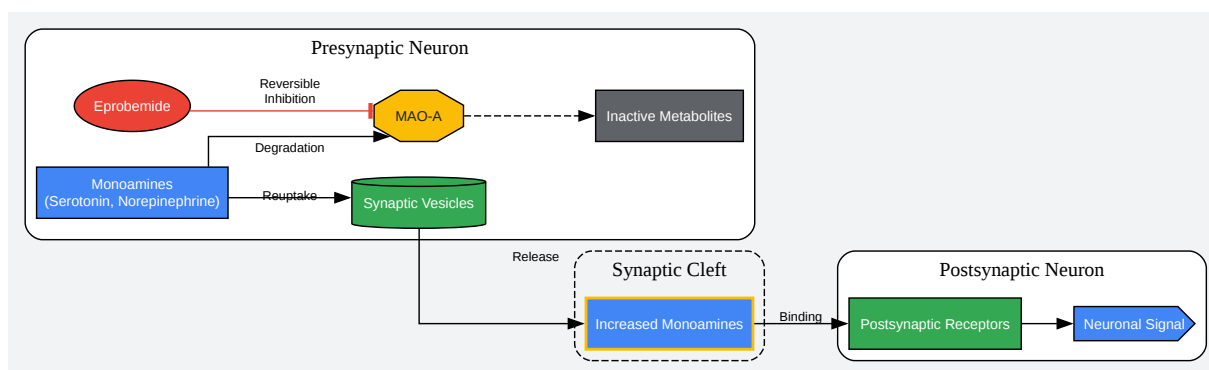 Presynaptic Neuron
Eprobemide
Reversible
Inhibition
MAO-A
Inactive Metabolites
Degradation
Monoamines
(Serotonin, Norepinephrine)
Reuptake
Synaptic Vesicles
Release
Synaptic Cleft
Increased Monoamines
Binding
Postsynaptic Neuron
Postsynaptic Receptors
Neuronal Signal